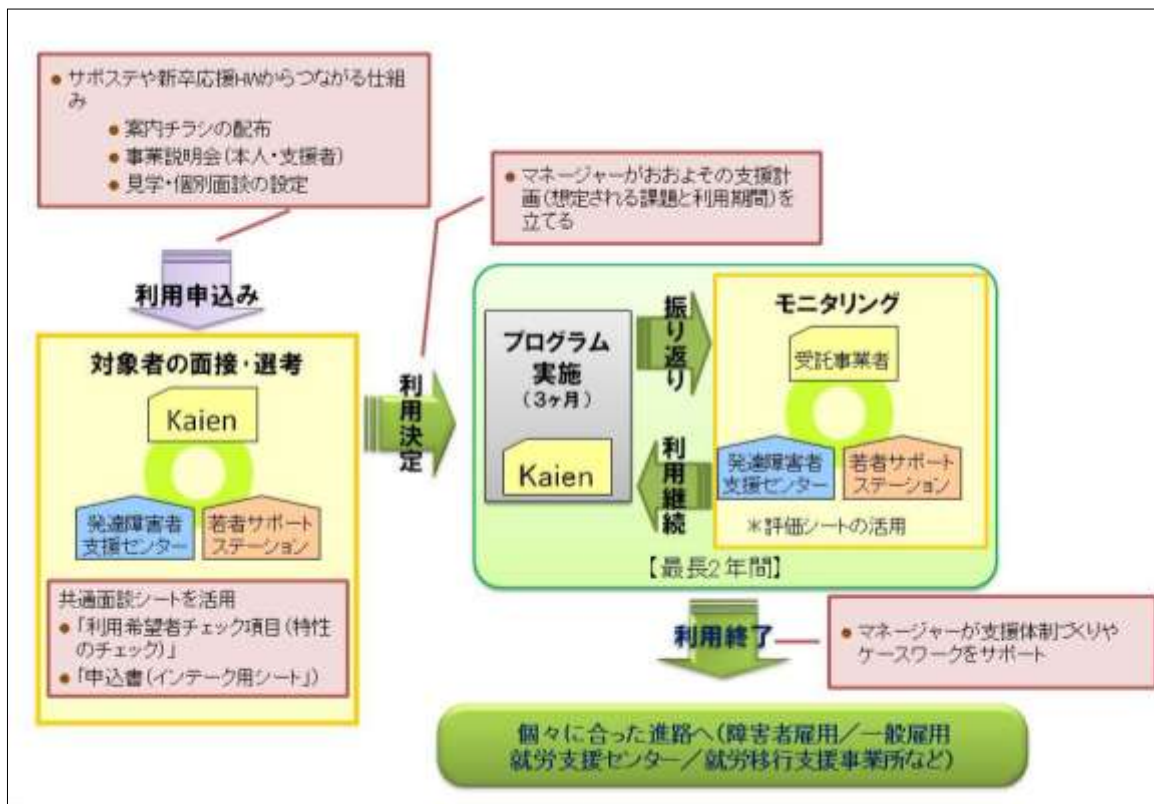 ● サポステや新卒応援HWからつながる仕組
み
● 案内チラシの配布
● 事業説明会(本人・支援者)
● 見学・個別面談の設定
● マネージャーがおおよその支援計
画(想定される課題と利用期間)を
立てる
利用申込み
対象者の面接・選考
Kaien
発達障害者
支援センター
若者サポート
ステーション
共通面談シートを活用
● 「利用希望者チェック項目(特性
のチェック)」
● 「申込書(インテーク用シート」)
利用決定
プログラム
実施
(3ヶ月)
Kaien
振り返り
利用継続
モニタリング
受託事業者
発達障害者
支援センター
若者サポート
ステーション
*評価シートの活用
【最長2年間】
利用終了
● マネージャーが支援体制づくりや
ケースワークをサポート
個々に合った進路へ(障害者雇用/一般雇用
就労支援センター/就労移行支援事業所など)